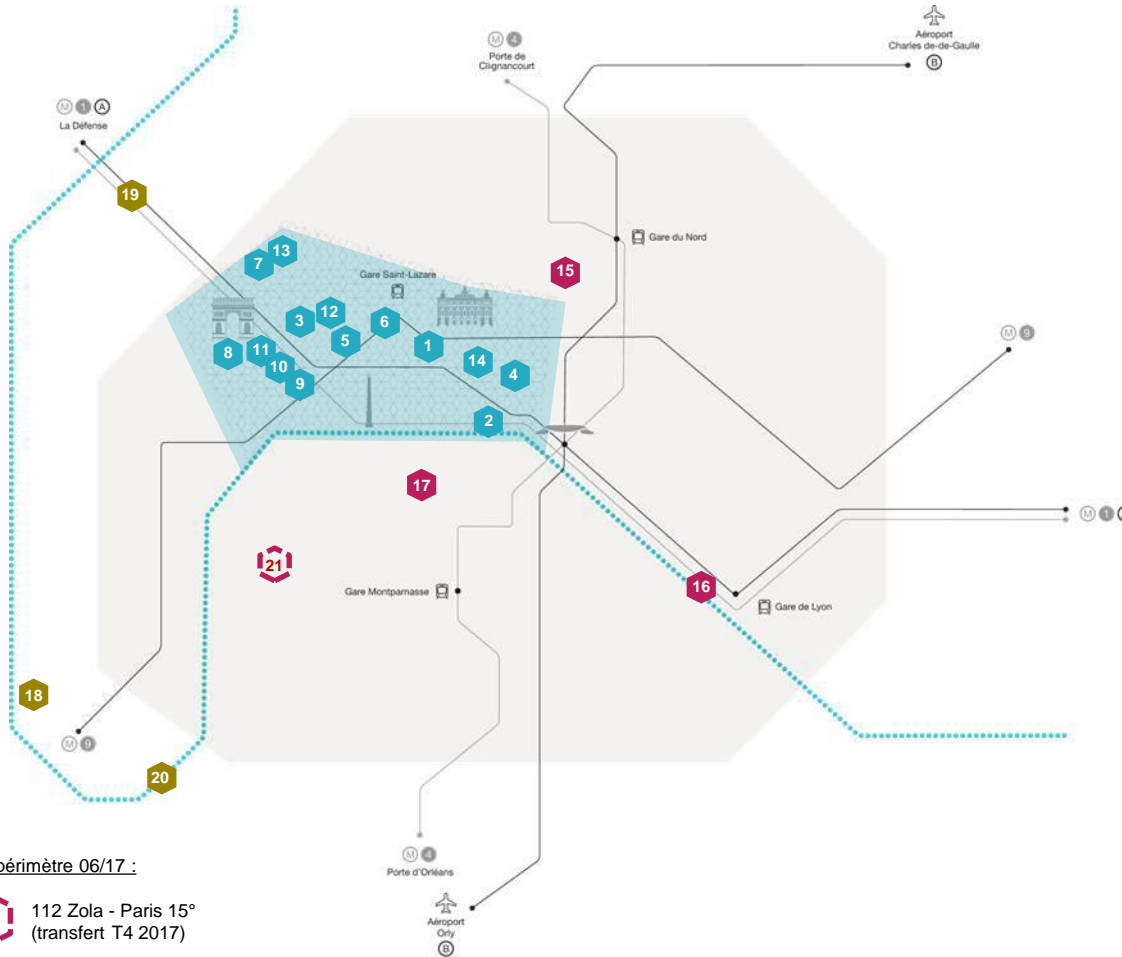 Aéroport
Charles de-de-Gaulle
B
M 4
Porte de
Clignancourt
M 1 A
La Défense
19
Gare du Nord
13
7
15
Gare Saint-Lazare
12
3
6
M 9
5
1
8
11
14
10
4
9
2
17
M 1
21
16
Gare Montparnasse
Gare de Lyon
18
M 9
20
M 4
Porte d'Orléans
périmètre 06/17 :
112 Zola - Paris 15°
(transfert T4 2017)
Aéroport
Orly
B